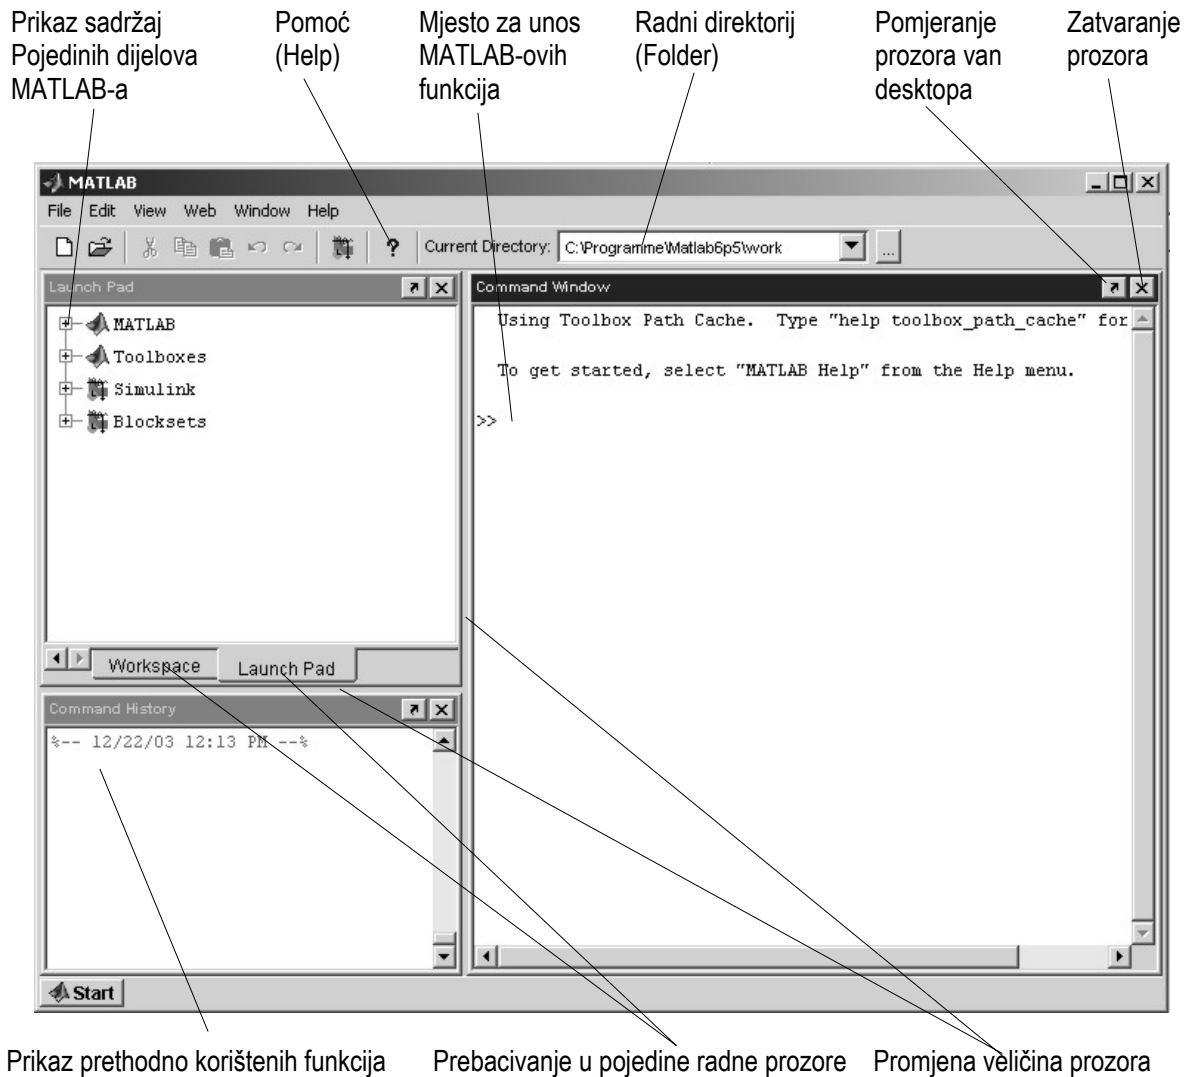 Prikaz sadržaj
Pojedinih dijelova
MATLAB-a
Pomoć
(Help)
Mjesto za unos
MATLAB-ovih
funkcija
Radni direktorij
(Folder)
Pomjeranje
prozora van
desktopa
Zatvaranje
prozora
MATLAB
File Edit View Web Window Help
? Current Directory: C:\Programme\Matlab6p5\work ...
Launch Pad
MATLAB
Toolboxes
Simulink
Blocksets
Workspace Launch Pad
Command History
%-- 12/22/03 12:13 PM --%
Command Window
Using Toolbox Path Cache. Type "help toolbox_path_cache" for
To get started, select "MATLAB Help" from the Help menu.
>>
Start
Prikaz prethodno korištenih funkcija
Prebacivanje u pojedine radne prozore
Promjena veličina prozora